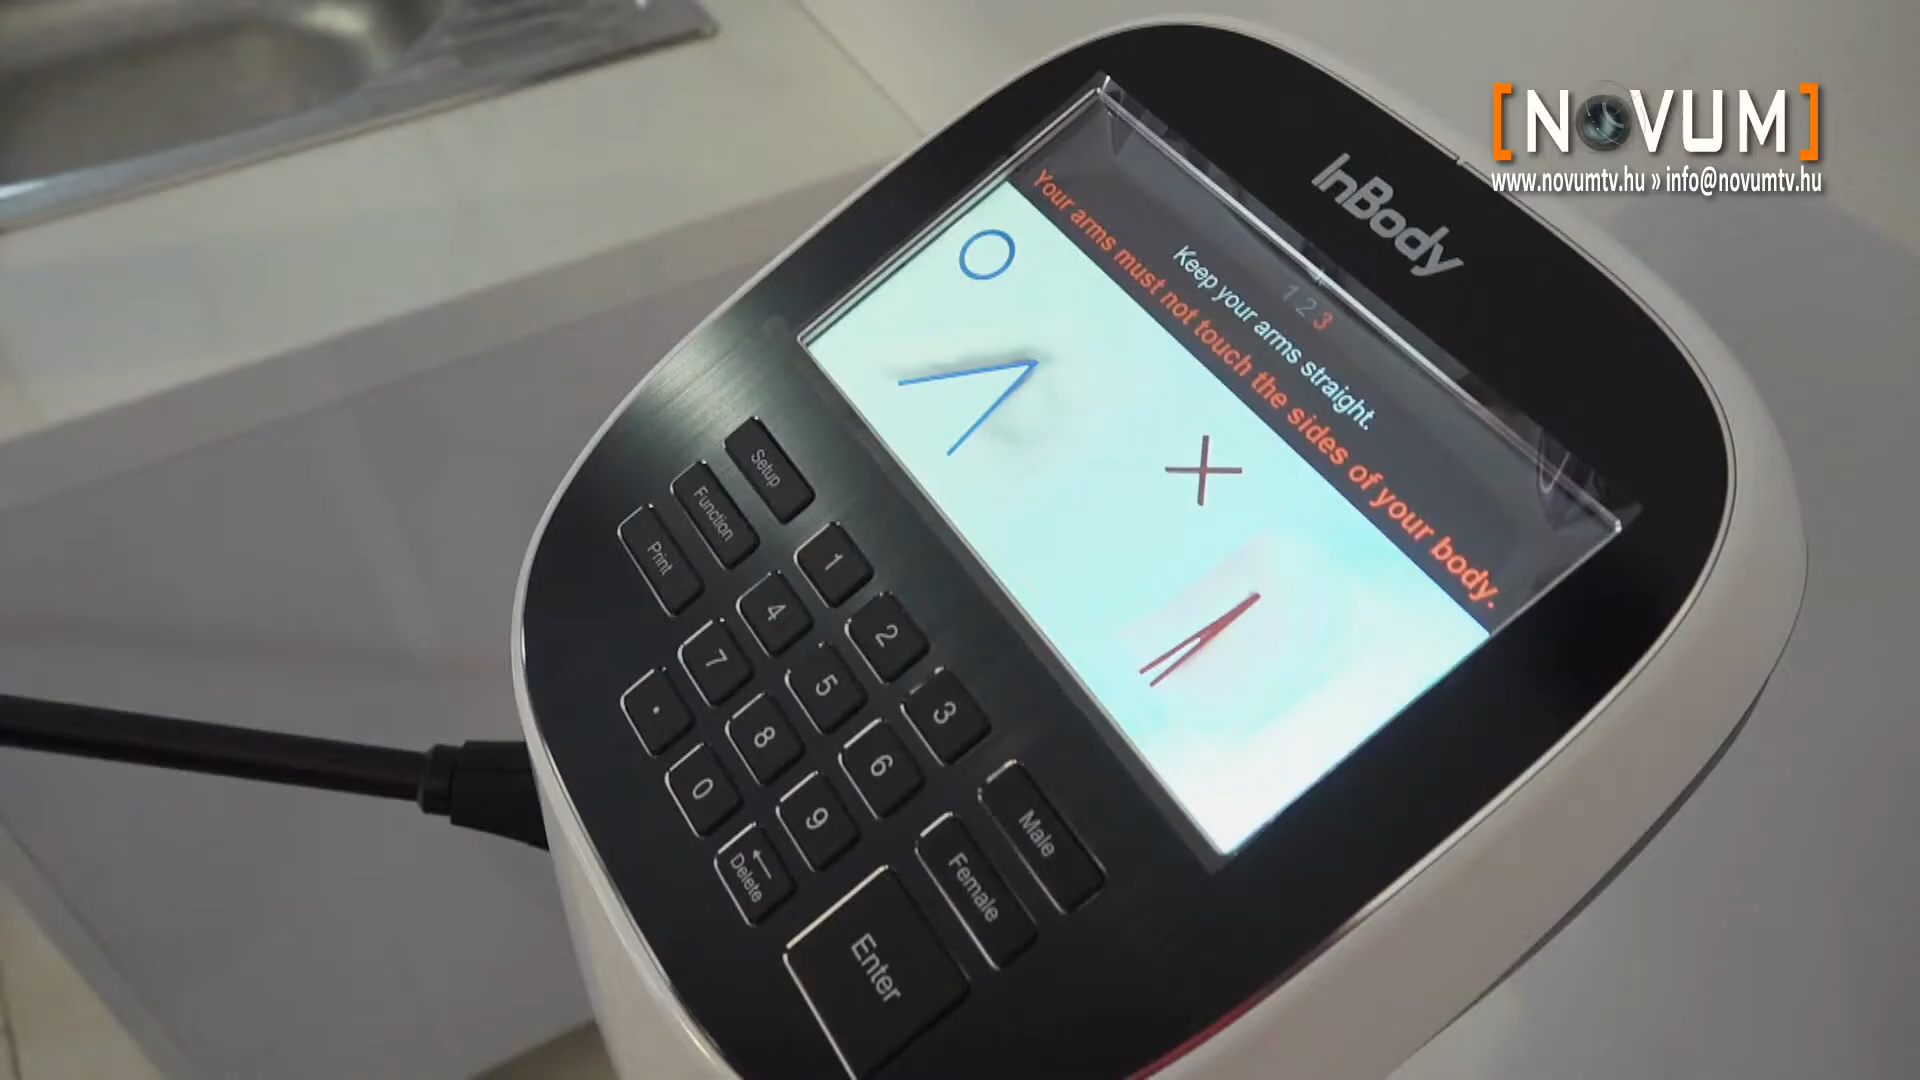 [NOVUM]
www.novumtv.hu » info@novumtv.hu
InBody
1 2 3
Keep your arms straight.
Your arms must not touch the sides of your body.
Setup
Function
Print
1
2
3
4
5
6
7
8
9
.
0
Delete
Male
Female
Enter